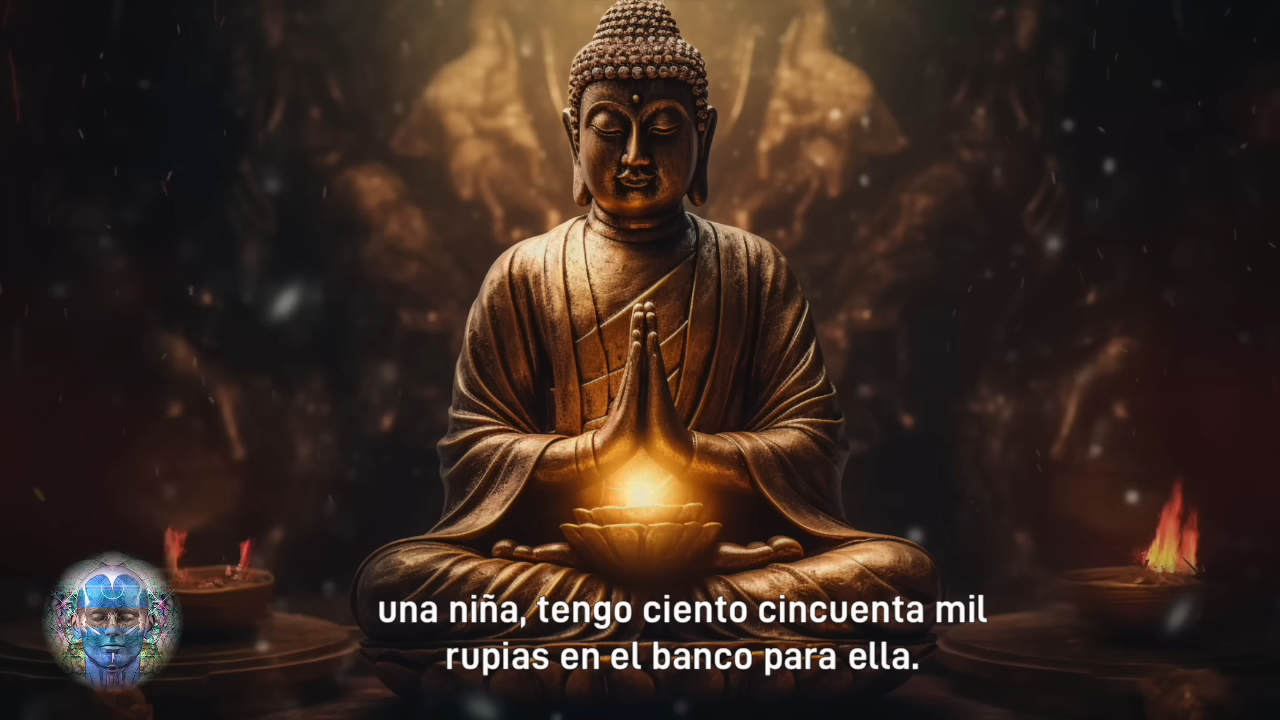 una niña, tengo ciento cincuenta mil
rupias en el banco para ella.